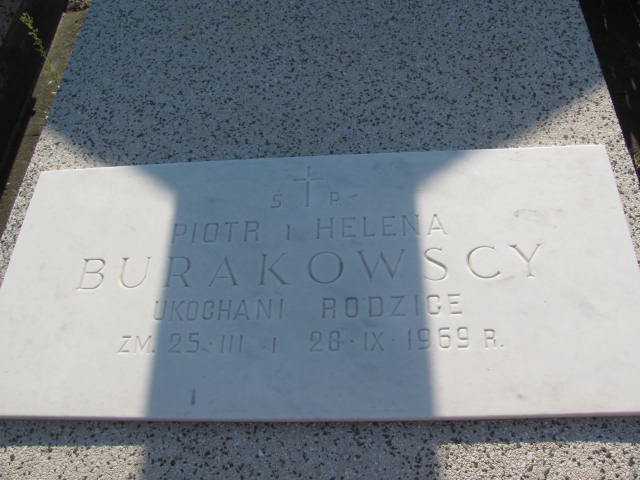 Ś P.
PIOTR I HELENA
BURAKOWSCY
UKOCHANI RODZICE
ZM. 25·III I 28·IX·1969 R.